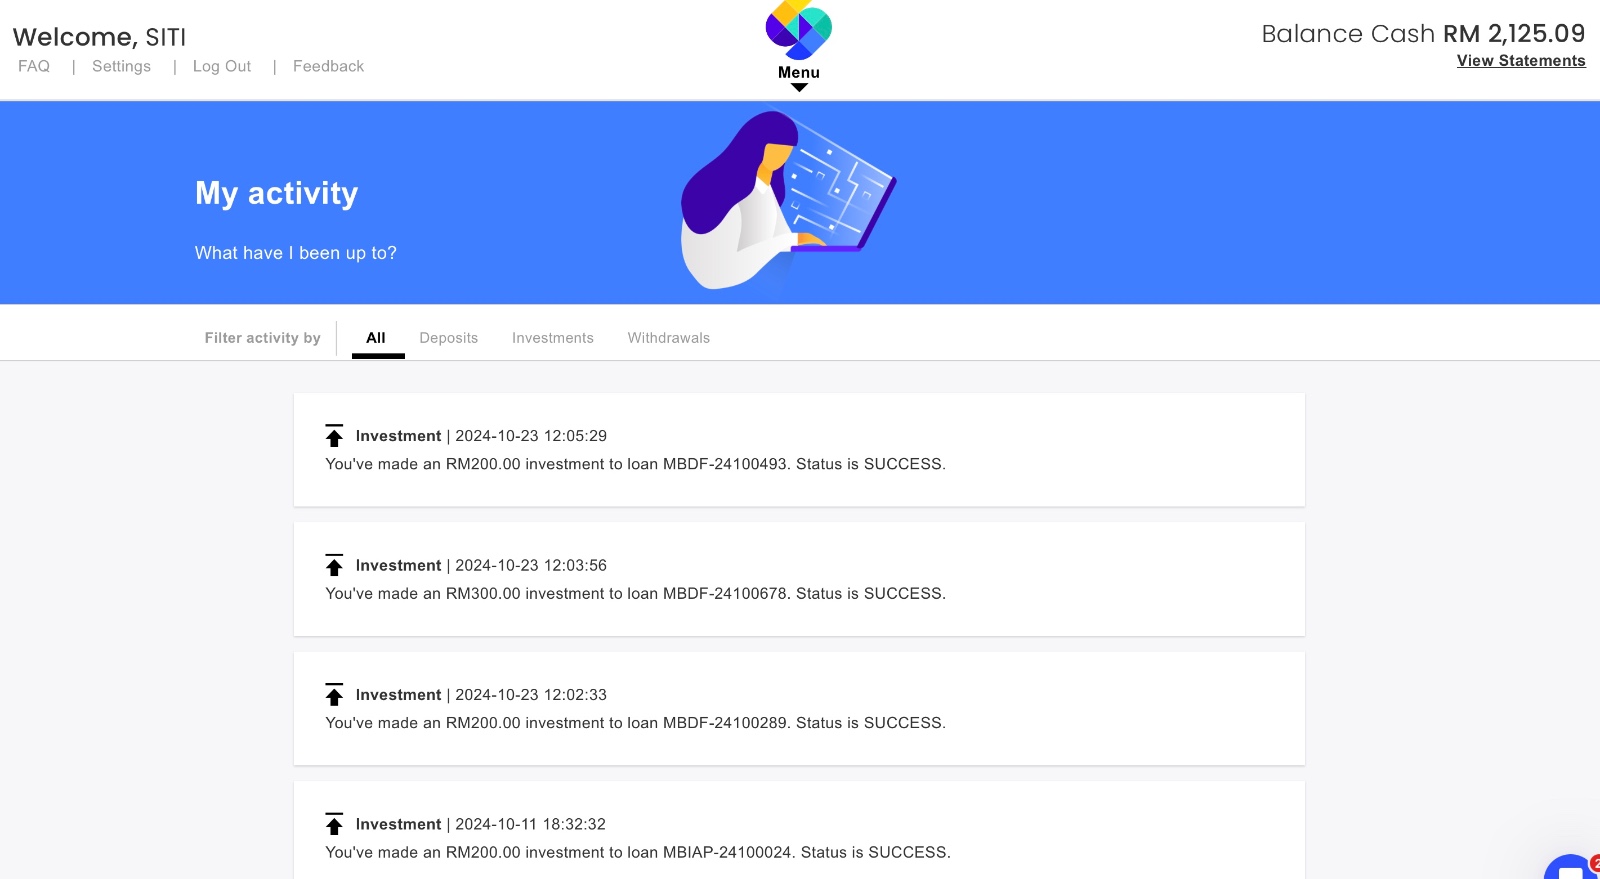 Welcome, SITI
FAQ | Settings | Log Out | Feedback
Menu
Balance Cash RM 2,125.09
View Statements
My activity
What have I been up to?
Filter activity by All Deposits Investments Withdrawals
Investment | 2024-10-23 12:05:29
You've made an RM200.00 investment to loan MBDF-24100493. Status is SUCCESS.
Investment | 2024-10-23 12:03:56
You've made an RM300.00 investment to loan MBDF-24100678. Status is SUCCESS.
Investment | 2024-10-23 12:02:33
You've made an RM200.00 investment to loan MBDF-24100289. Status is SUCCESS.
Investment | 2024-10-11 18:32:32
You've made an RM200.00 investment to loan MBIAP-24100024. Status is SUCCESS.